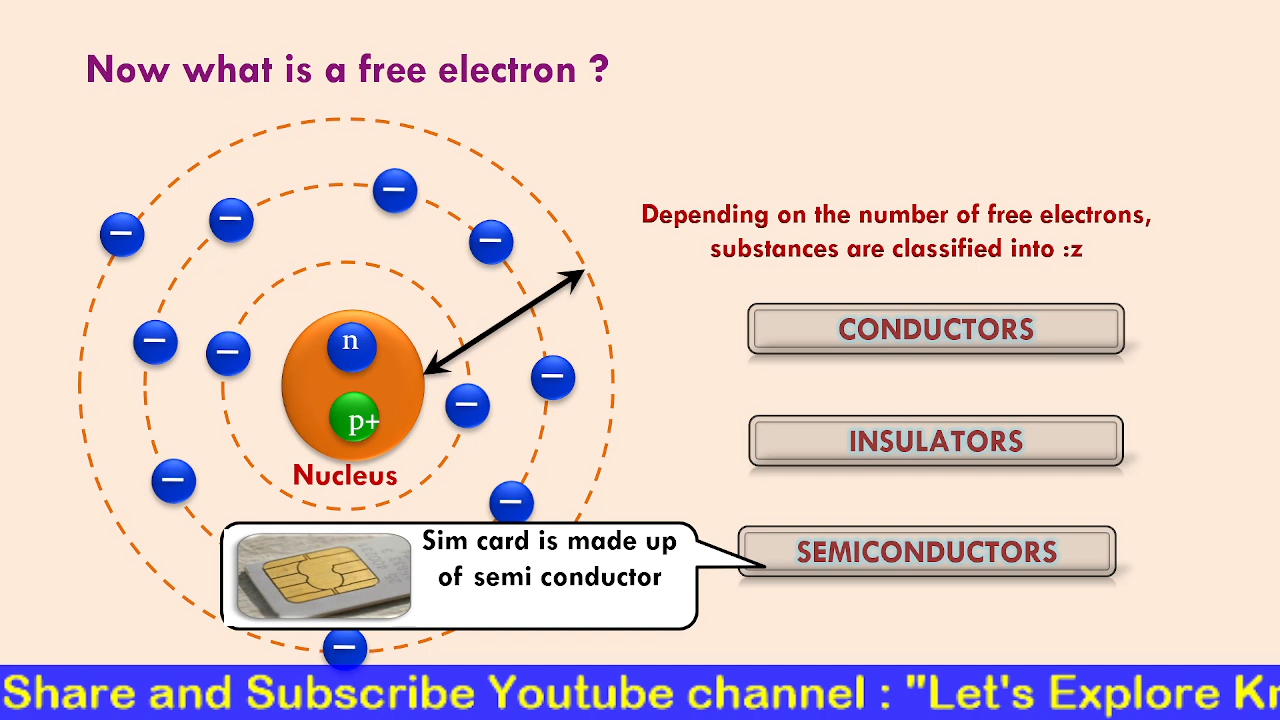 Now what is a free electron ?
Depending on the number of free electrons,
substances are classified into :z
CONDUCTORS
INSULATORS
SEMICONDUCTORS
n
p+
Nucleus
Sim card is made up
of semi conductor
Share and Subscribe Youtube channel : "Let's Explore Kn